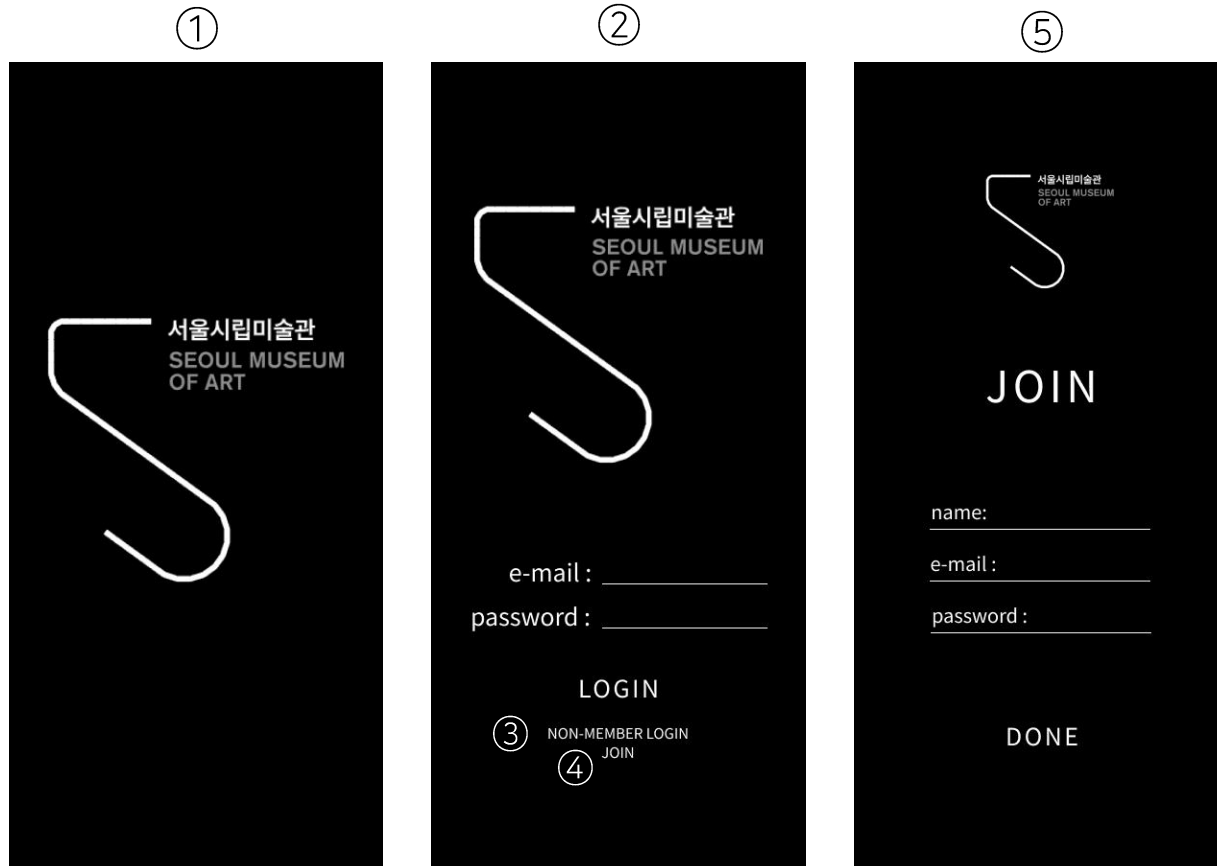 ①
서울시립미술관
SEOUL MUSEUM
OF ART
②
서울시립미술관
SEOUL MUSEUM
OF ART
e-mail :
password :
LOGIN
③ NON-MEMBER LOGIN
④ JOIN
⑤
서울시립미술관
SEOUL MUSEUM
OF ART
JOIN
name:
e-mail :
password :
DONE